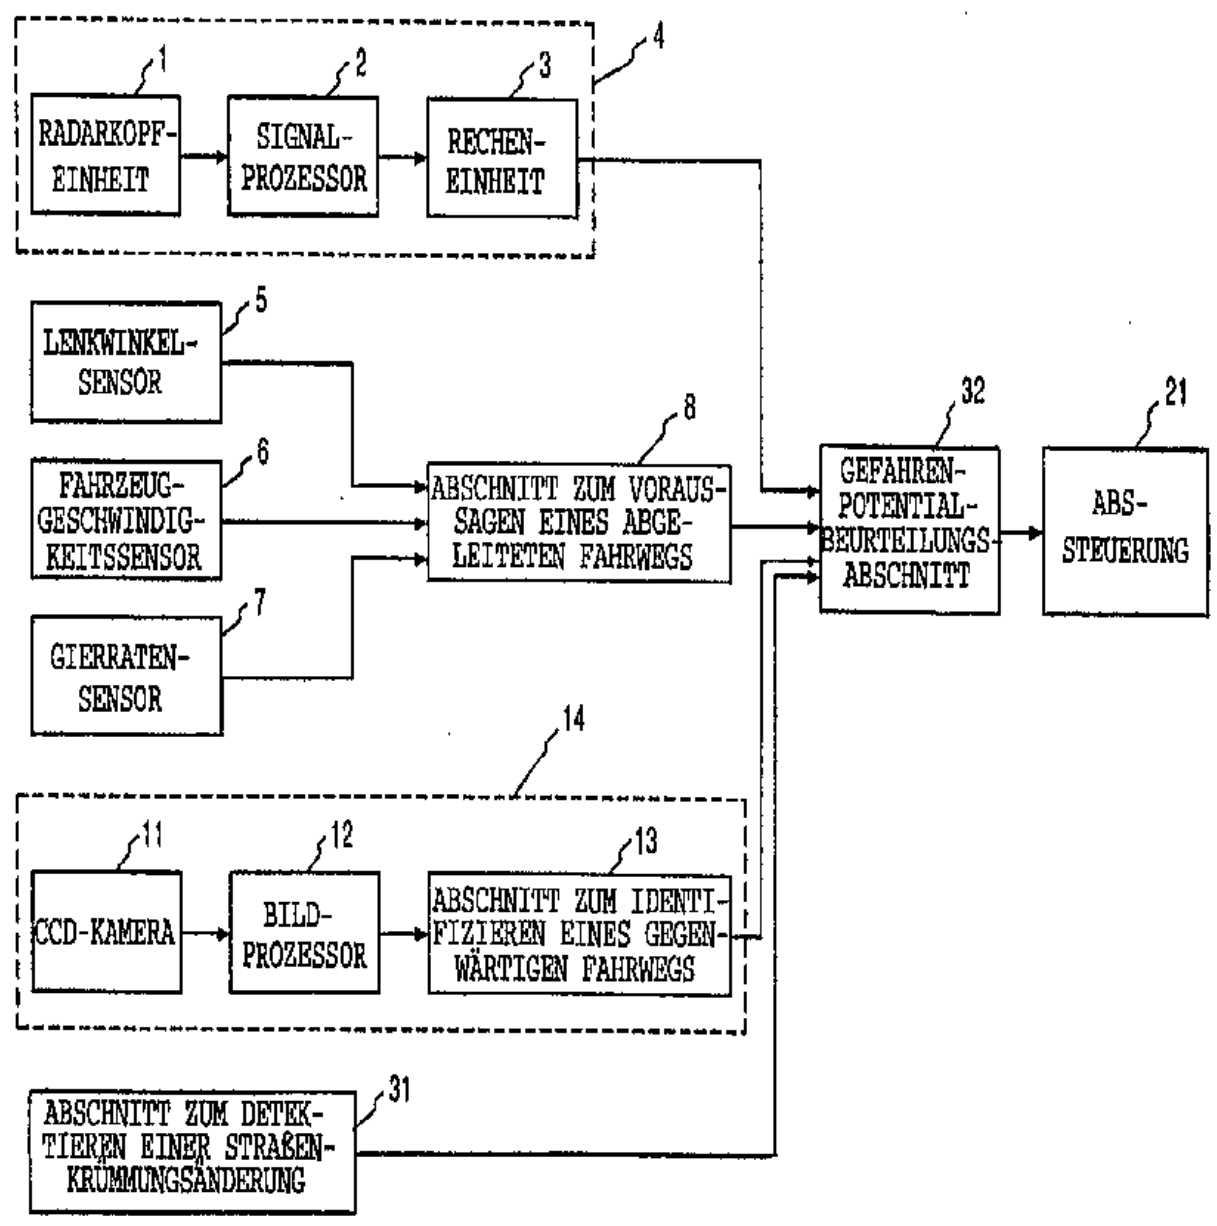 4
1
RADARKOPF-
EINHEIT
2
SIGNAL-
PROZESSOR
3
RECHEN-
EINHEIT
5
LENKWINKEL-
SENSOR
6
FAHRZEUG-
GESCHWINDIG-
KEITSSENSOR
7
GIERRATEN-
SENSOR
8
ABSCHNITT ZUM VORAUS-
SAGEN EINES ABGE-
LEITETEN FAHRWEGS
32
GEFAHREN-
POTENTIAL-
BEURTEILUNGS-
ABSCHNITT
21
ABS-
STEUERUNG
14
11
CCD-KAMERA
12
BILD-
PROZESSOR
13
ABSCHNITT ZUM IDENTI-
FIZIEREN EINES GEGEN-
WÄRTIGEN FAHRWEGS
31
ABSCHNITT ZUM DETEK-
TIEREN EINER STRAßEN-
KRÜMMUNGSÄNDERUNG